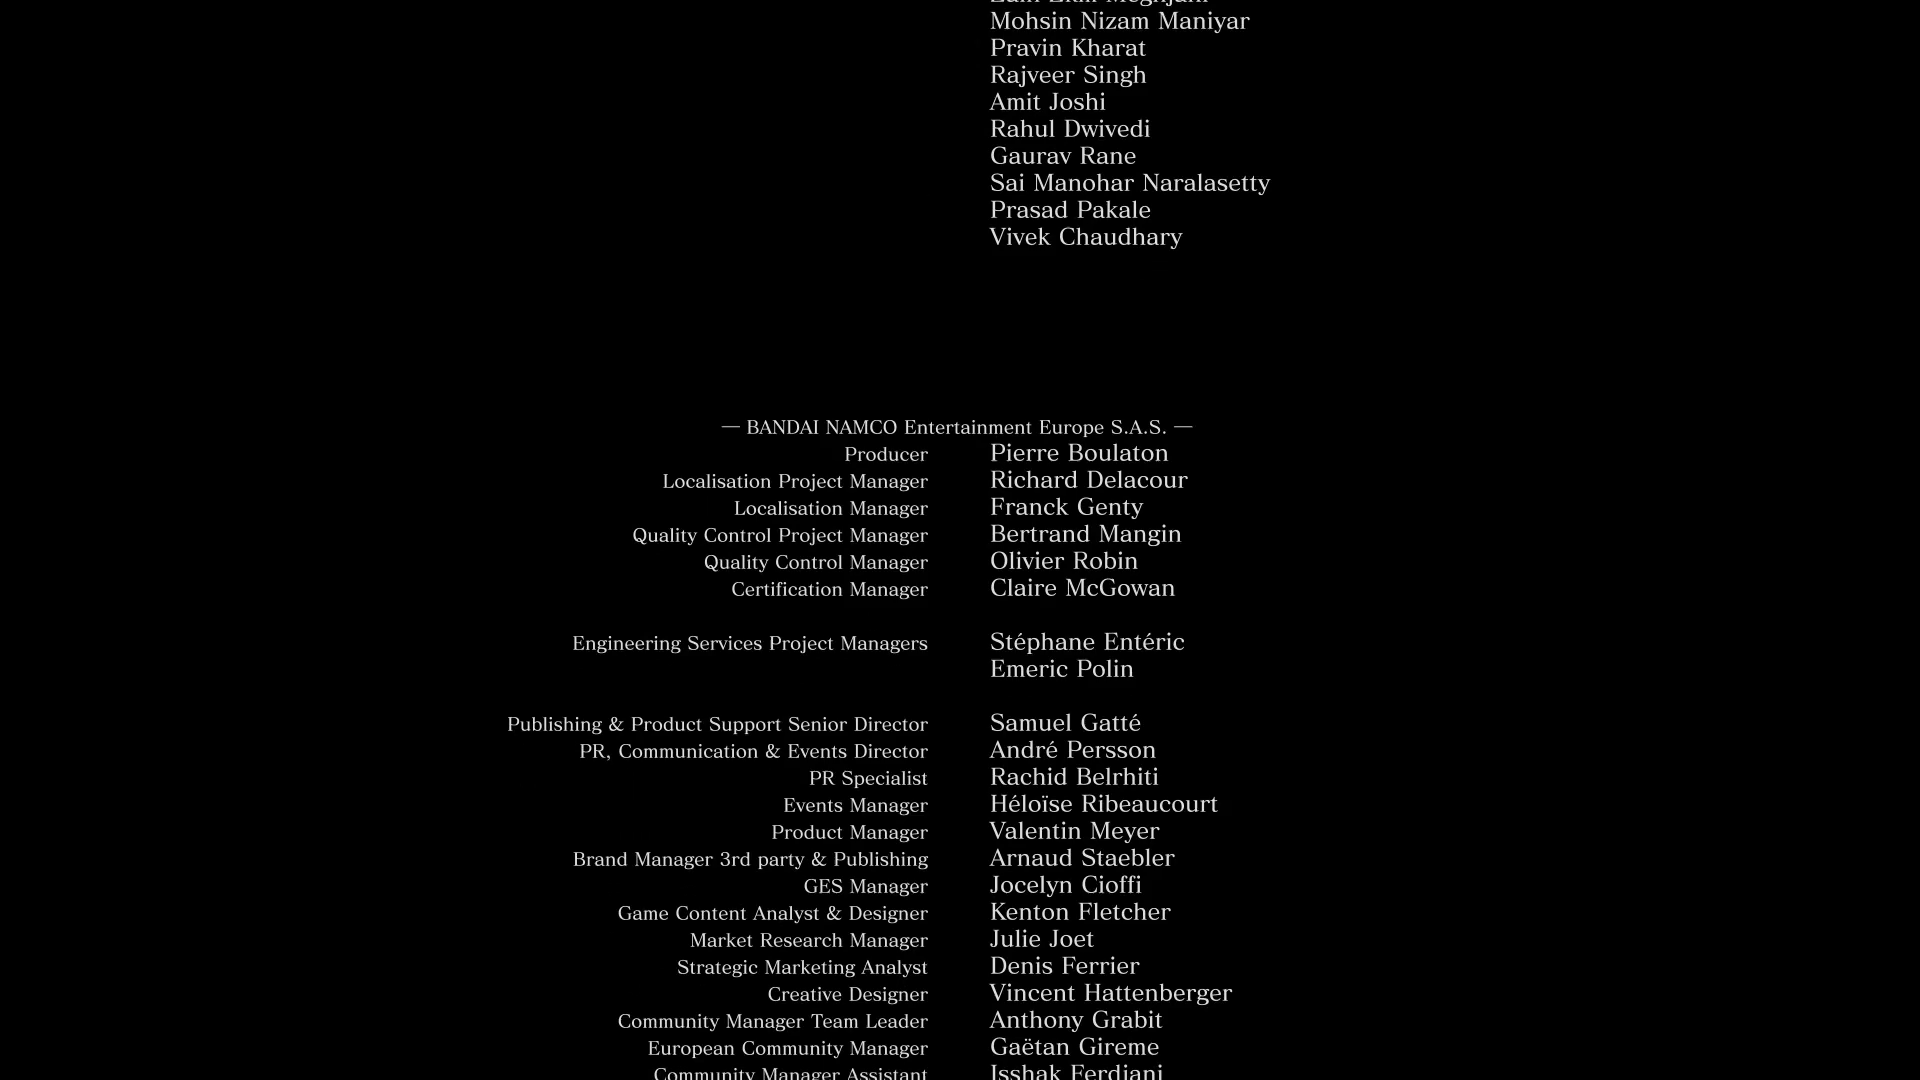 Mohsin Nizam Maniyar
Pravin Kharat
Rajveer Singh
Amit Joshi
Rahul Dwivedi
Gaurav Rane
Sai Manohar Naralasetty
Prasad Pakale
Vivek Chaudhary
— BANDAI NAMCO Entertainment Europe S.A.S. —
Producer Pierre Boulaton
Localisation Project Manager Richard Delacour
Localisation Manager Franck Genty
Quality Control Project Manager Bertrand Mangin
Quality Control Manager Olivier Robin
Certification Manager Claire McGowan
Engineering Services Project Managers Stéphane Entéric
Emeric Polin
Publishing & Product Support Senior Director Samuel Gatté
PR, Communication & Events Director André Persson
PR Specialist Rachid Belrhiti
Events Manager Héloïse Ribeaucourt
Product Manager Valentin Meyer
Brand Manager 3rd party & Publishing Arnaud Staebler
GES Manager Jocelyn Cioffi
Game Content Analyst & Designer Kenton Fletcher
Market Research Manager Julie Joet
Strategic Marketing Analyst Denis Ferrier
Creative Designer Vincent Hattenberger
Community Manager Team Leader Anthony Grabit
European Community Manager Gaëtan Gireme
Community Manager Assistant Isshak Ferdjani